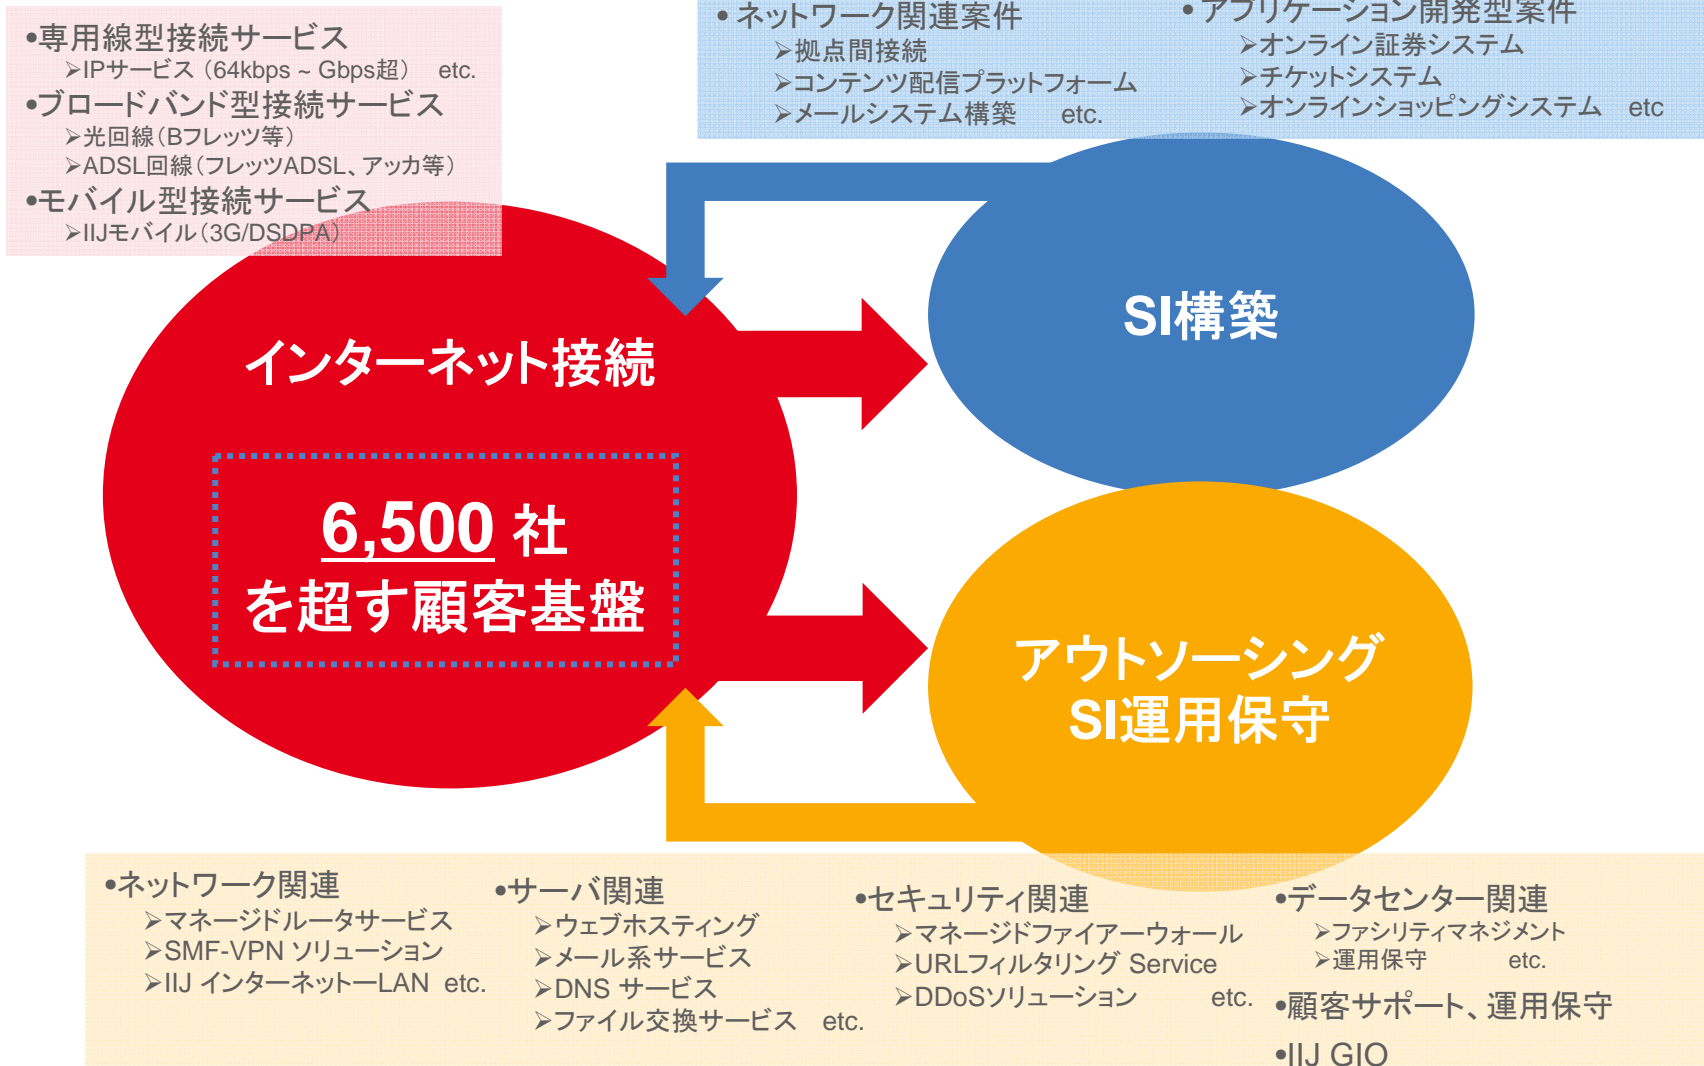 •専用線型接続サービス
➢IPサービス (64kbps ~ Gbps超) etc.
•ブロードバンド型接続サービス
➢光回線(Bフレッツ等)
➢ADSL回線(フレッツADSL、アッカ等)
•モバイル型接続サービス
➢IIJモバイル(3G/DSDPA)
•ネットワーク関連案件
➢拠点間接続
➢コンテンツ配信プラットフォーム
➢メールシステム構築 etc.
•アプリケーション開発型案件
➢オンライン証券システム
➢チケットシステム
➢オンラインショッピングシステム etc
インターネット接続
6,500 社
を超す顧客基盤
SI構築
アウトソーシング
SI運用保守
•ネットワーク関連
➢マネージドルータサービス
➢SMF-VPN ソリューション
➢IIJ インターネットーLAN etc.
•サーバ関連
➢ウェブホスティング
➢メール系サービス
➢DNS サービス
➢ファイル交換サービス etc.
•セキュリティ関連
➢マネージドファイアーウォール
➢URLフィルタリング Service
➢DDoSソリューション etc.
•データセンター関連
➢ファシリティマネジメント
➢運用保守 etc.
•顧客サポート、運用保守
•IIJ GIO